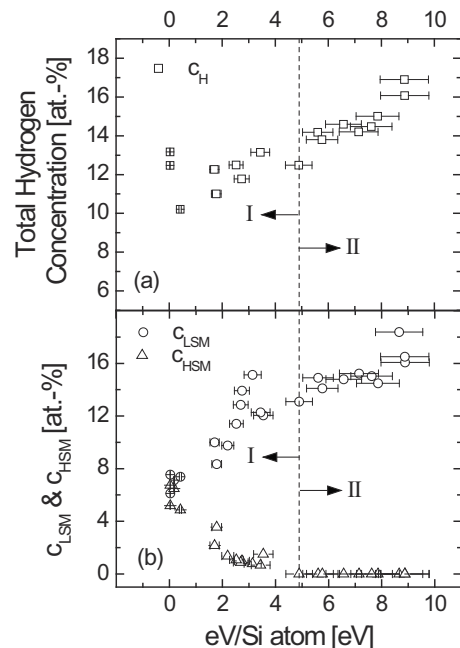 0 2 4 6 8 10
18
16
14
12
10
8
6
Total Hydrogen
Concentration [at.-%]
c_H
I
II
(a)
16
12
8
4
0
c_LSM & c_HSM [at.-%]
c_LSM
c_HSM
I
II
(b)
0 2 4 6 8 10
eV/Si atom [eV]